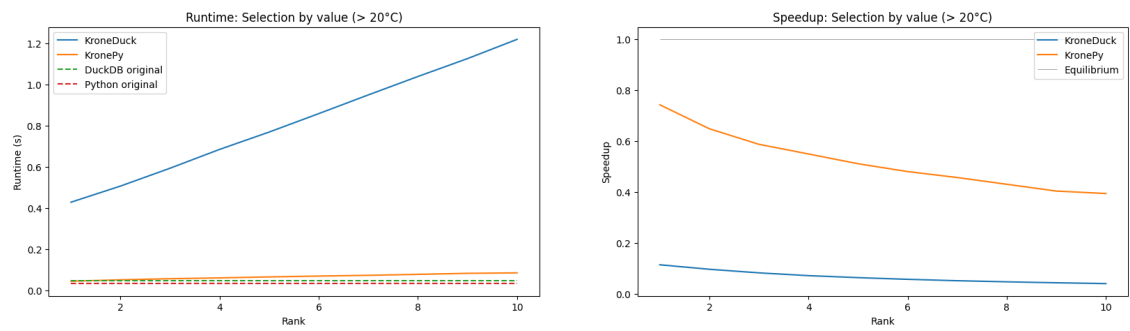 Runtime: Selection by value (> 20°C)
KroneDuck
KronePy
DuckDB original
Python original
Runtime (s)
1.2
1.0
0.8
0.6
0.4
0.2
0.0
2
4
6
8
10
Rank
Speedup: Selection by value (> 20°C)
KroneDuck
KronePy
Equilibrium
Speedup
1.0
0.8
0.6
0.4
0.2
0.0
2
4
6
8
10
Rank